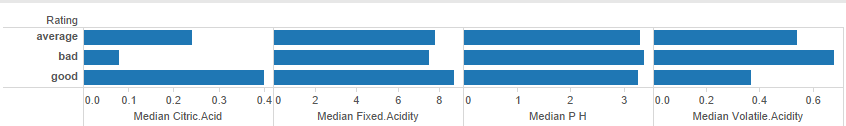 Rating
average
bad
good
0.0 0.1 0.2 0.3 0.4 0 2 4 6 8 0 1 2 3 0.0 0.2 0.4 0.6
Median Citric.Acid Median Fixed.Acidity Median P H Median Volatile.Acidity